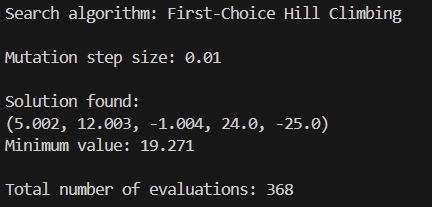 Search algorithm: First-Choice Hill Climbing
Mutation step size: 0.01
Solution found:
(5.002, 12.003, -1.004, 24.0, -25.0)
Minimum value: 19.271
Total number of evaluations: 368